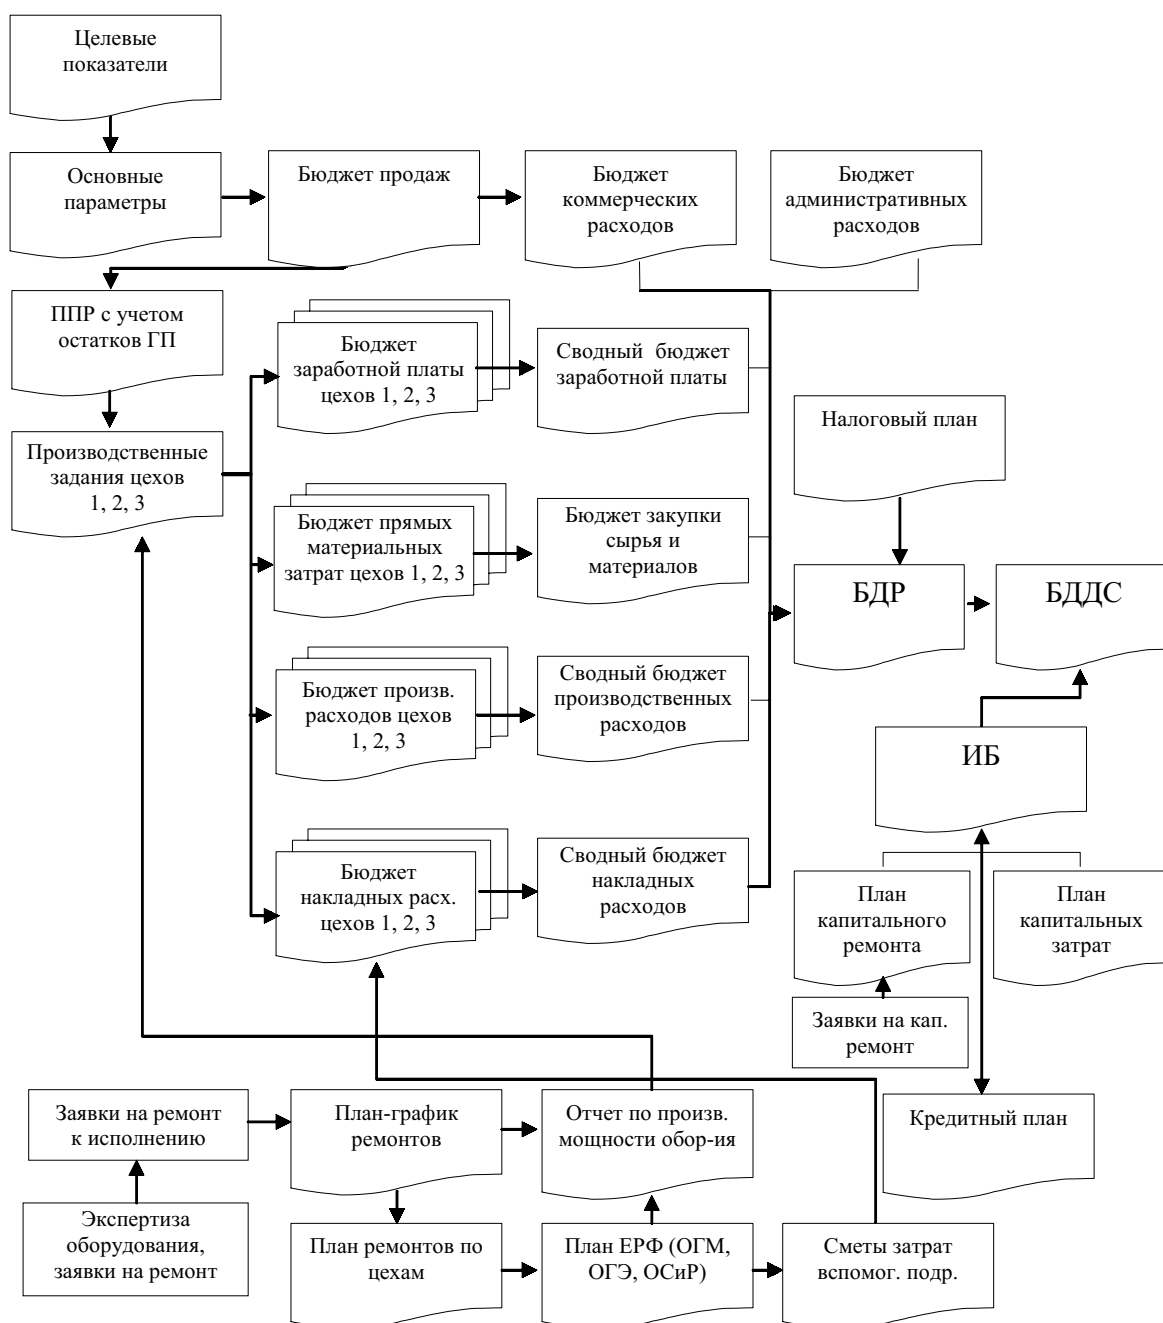 Целевые
показатели
Основные
параметры
Бюджет продаж
Бюджет
коммерческих
расходов
Бюджет
административных
расходов
ППР с учетом
остатков ГП
Бюджет
заработной платы
цехов 1, 2, 3
Сводный бюджет
заработной платы
Налоговый план
Производственные
задания цехов
1, 2, 3
Бюджет прямых
материальных
затрат цехов 1, 2, 3
Бюджет закупки
сырья и
материалов
БДР
БДДС
Бюджет произв.
расходов цехов
1, 2, 3
Сводный бюджет
производственных
расходов
ИБ
Бюджет
накладных расх.
цехов 1, 2, 3
Сводный бюджет
накладных
расходов
План
капитального
ремонта
План
капитальных
затрат
Заявки на кап.
ремонт
Заявки на ремонт
к исполнению
План-график
ремонтов
Отчет по произв.
мощности обор-ия
Кредитный план
Экспертиза
оборудования,
заявки на ремонт
План ремонтов по
цехам
План ЕРФ (ОГМ,
ОГЭ, ОСиР)
Сметы затрат
вспомог. подр.